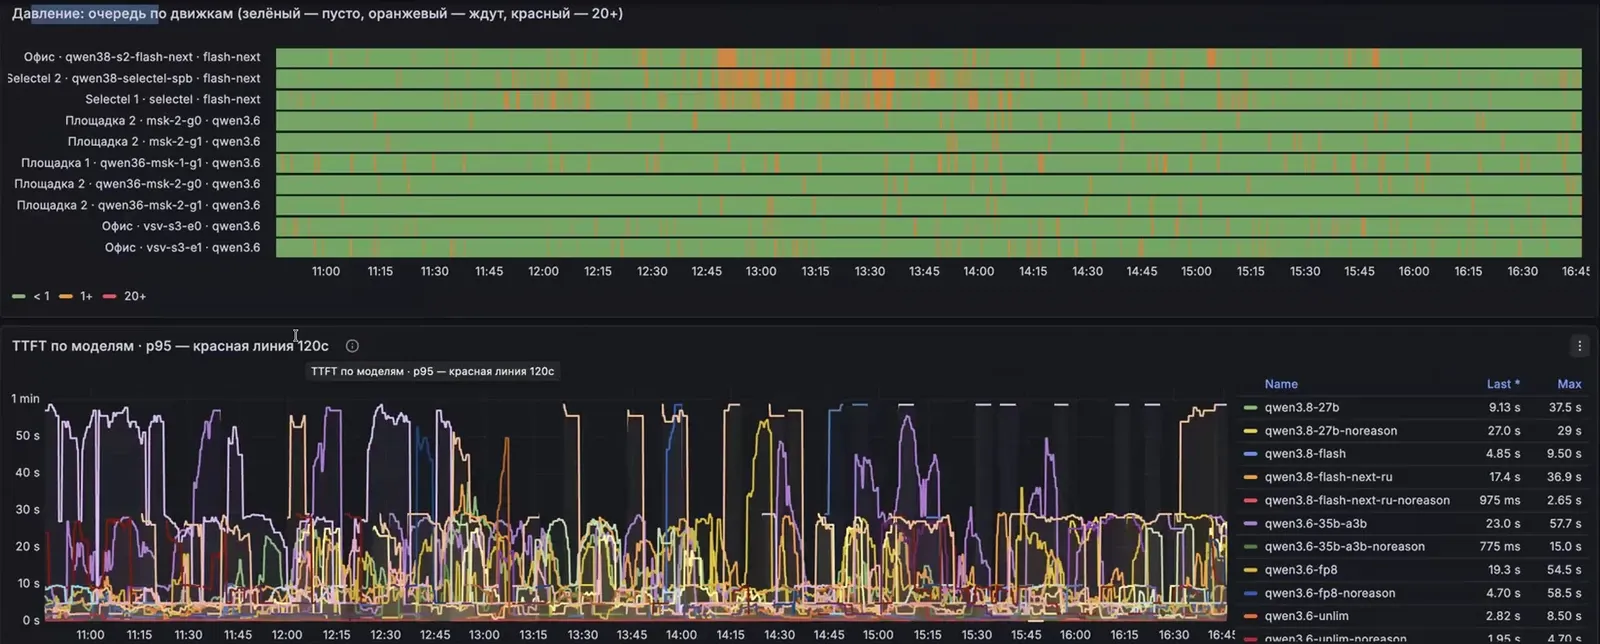 Давление: очередь по движкам (зелёный — пусто, оранжевый — ждут, красный — 20+)
Офис · qwen38-s2-flash-next · flash-next
Selectel 2 · qwen38-selectel-spb · flash-next
Selectel 1 · selectel · flash-next
Площадка 2 · msk-2-g0 · qwen3.6
Площадка 2 · msk-2-g1 · qwen3.6
Площадка 1 · qwen36-msk-1-g1 · qwen3.6
Площадка 2 · qwen36-msk-2-g0 · qwen3.6
Площадка 2 · qwen36-msk-2-g1 · qwen3.6
Офис · vsv-s3-e0 · qwen3.6
Офис · vsv-s3-e1 · qwen3.6
11:00 11:15 11:30 11:45 12:00 12:15 12:30 12:45 13:00 13:15 13:30 13:45 14:00 14:15 14:30 14:45 15:00 15:15 15:30 15:45 16:00 16:15 16:30 16:45
< 1 1+ 20+
TTFT по моделям · p95 — красная линия 120с
TTFT по моделям · p95 — красная линия 120с
Name Last * Max
1 min
50 s
40 s
30 s
20 s
10 s
0 s
qwen3.8-27b 9.13 s 37.5 s
qwen3.8-27b-noreason 27.0 s 29 s
qwen3.8-flash 4.85 s 9.50 s
qwen3.8-flash-next-ru 17.4 s 36.9 s
qwen3.8-flash-next-ru-noreason 975 ms 2.65 s
qwen3.6-35b-a3b 23.0 s 57.7 s
qwen3.6-35b-a3b-noreason 775 ms 15.0 s
qwen3.6-fp8 19.3 s 54.5 s
qwen3.6-fp8-noreason 4.70 s 58.5 s
qwen3.6-unlim 2.82 s 8.50 s
qwen3.6-unlim-noreason 1.95 s 4.70 s
11:00 11:15 11:30 11:45 12:00 12:15 12:30 12:45 13:00 13:15 13:30 13:45 14:00 14:15 14:30 14:45 15:00 15:15 15:30 15:45 16:00 16:15 16:30 16:45